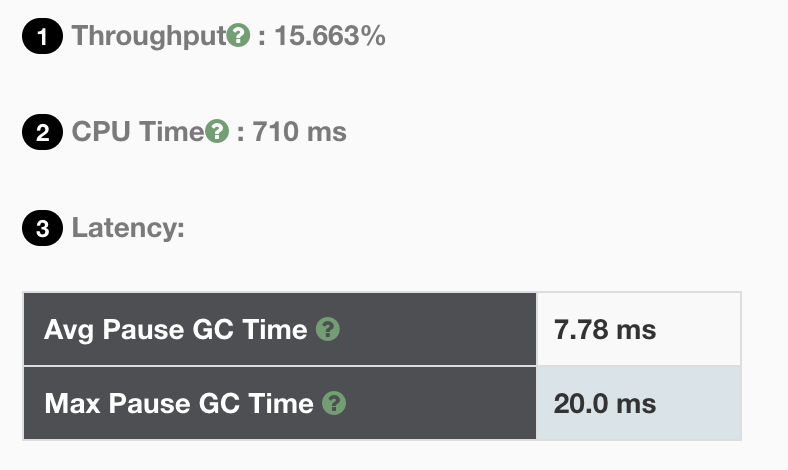 1 Throughput? : 15.663%
2 CPU Time? : 710 ms
3 Latency:
Avg Pause GC Time ? 7.78 ms
Max Pause GC Time ? 20.0 ms